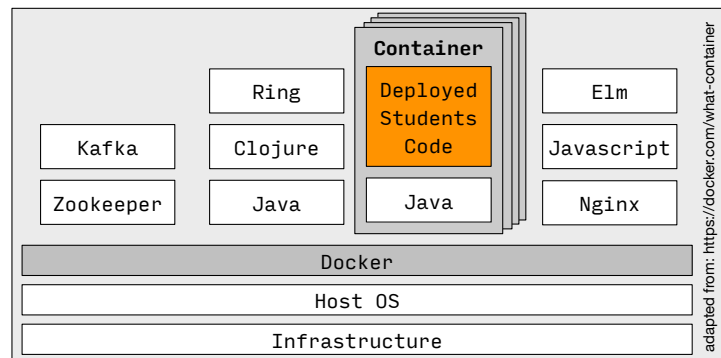 Container
Ring
Deployed
Students
Code
Elm
Kafka
Clojure
Javascript
Zookeeper
Java
Java
Nginx
Docker
Host OS
Infrastructure
adapted from: https://docker.com/what-container